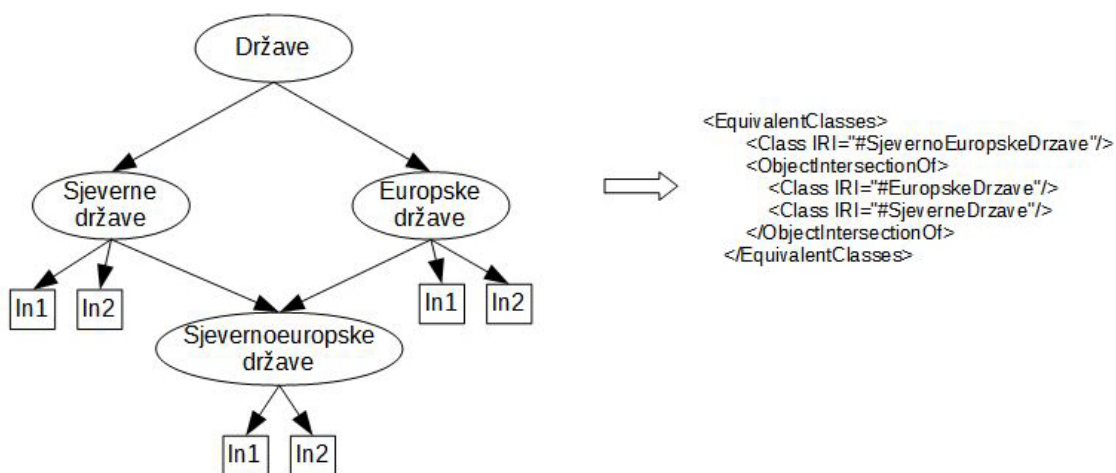 Države
Sjeverne
države
Europske
države
In1
In2
In1
In2
Sjevernoeuropske
države
In1
In2
<EquivalentClasses>
<Class IRI="#SjevernoEuropskeDrzave"/>
<ObjectIntersectionOf>
<Class IRI="#EuropskeDrzave"/>
<Class IRI="#SjeverneDrzave"/>
</ObjectIntersectionOf>
</EquivalentClasses>